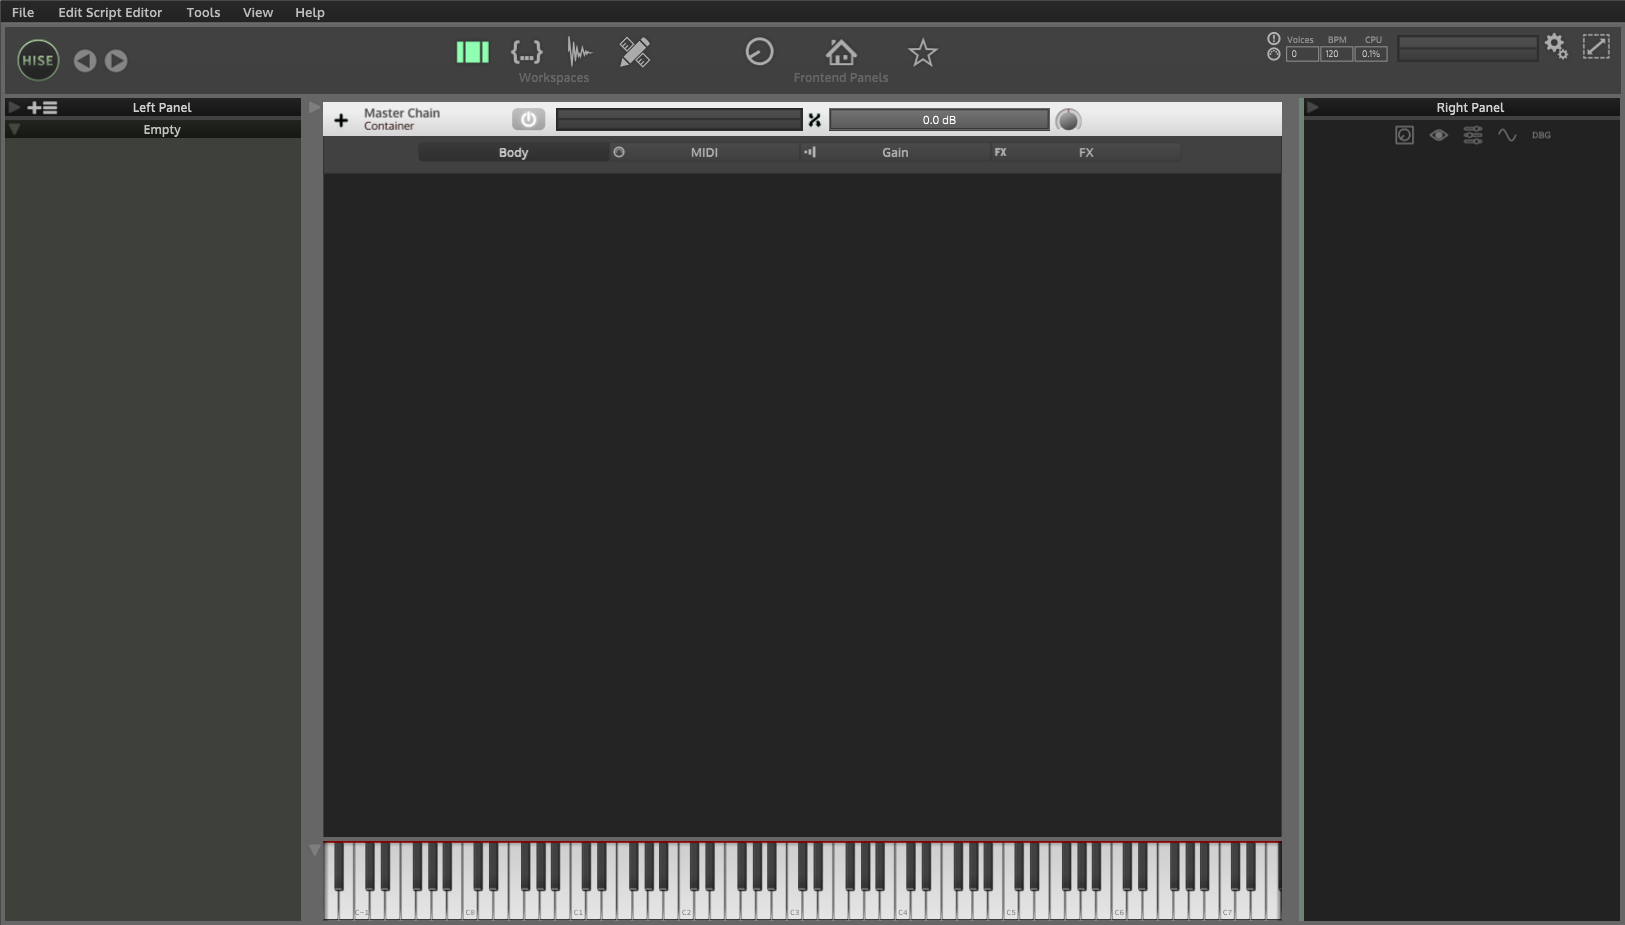 File Edit Script Editor Tools View Help
HISE
Workspaces
Frontend Panels
Voices BPM CPU
0 120 0.1%
Left Panel
Empty
Master Chain
Container
0.0 dB
Body MIDI Gain FX FX
Right Panel
DBG
C-1 C0 C1 C2 C3 C4 C5 C6 C7